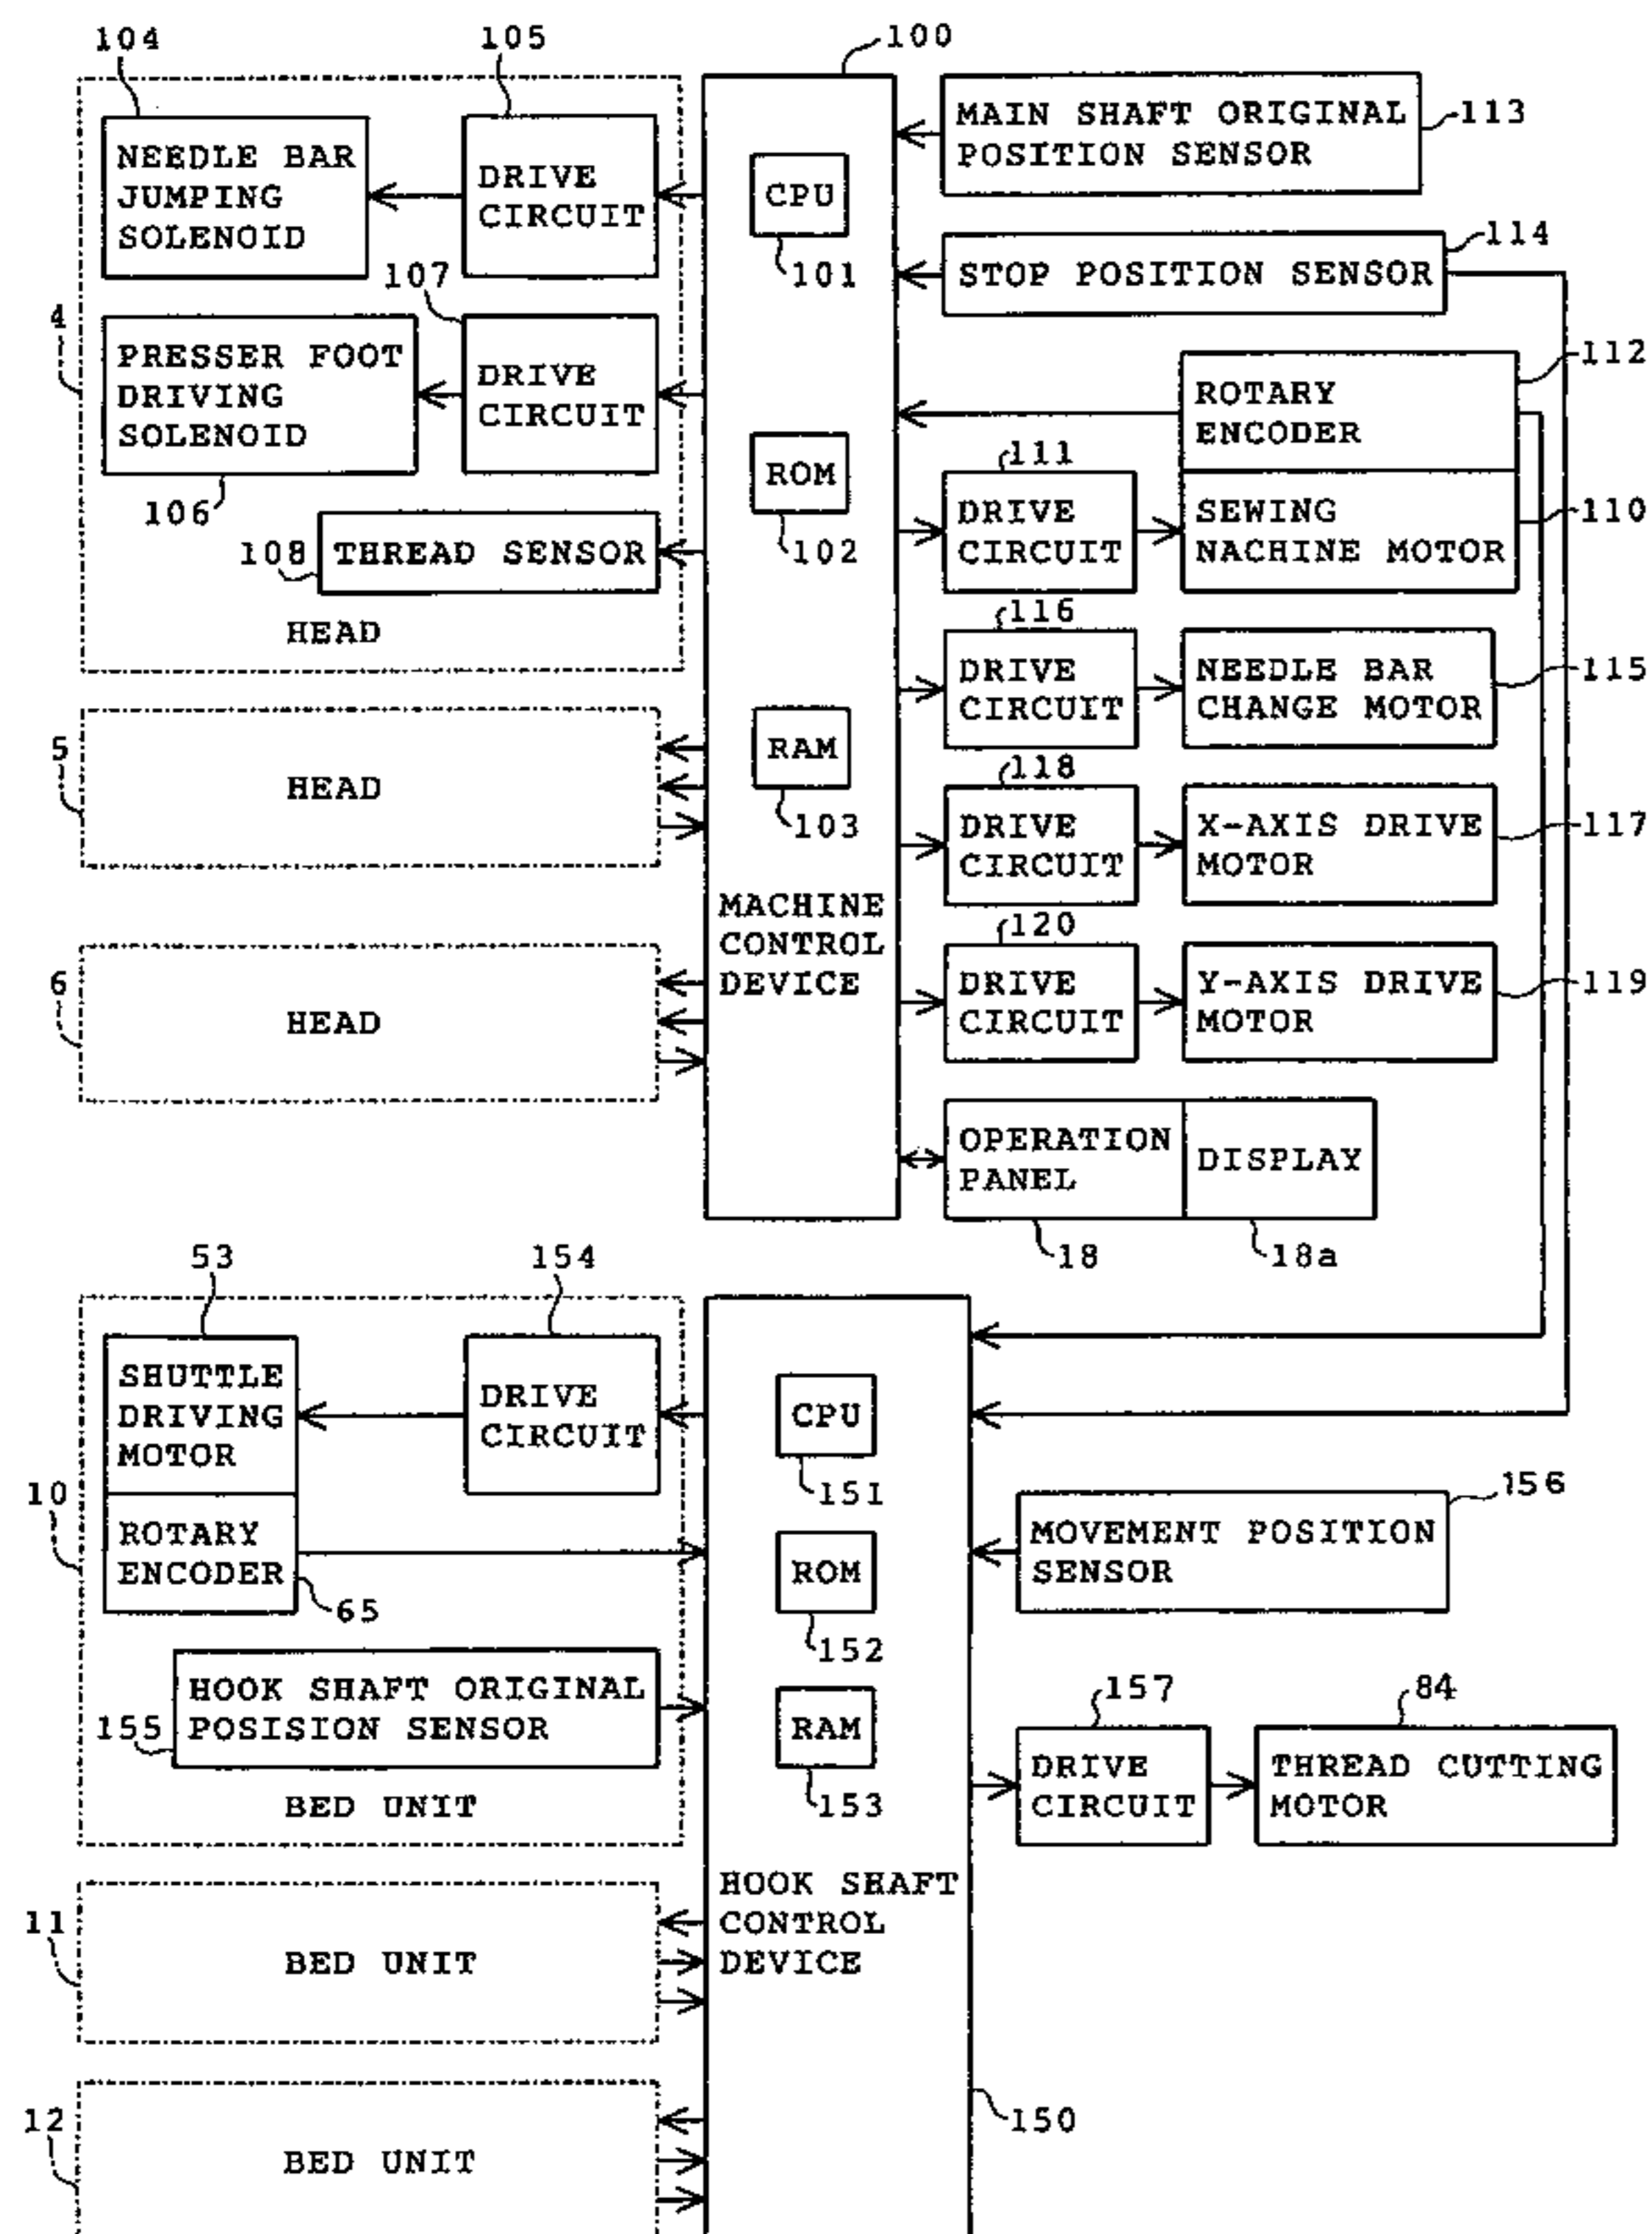 104
105
100
NEEDLE BAR
JUMPING
SOLENOID
DRIVE
CIRCUIT
CPU
101
MAIN SHAFT ORIGINAL
POSITION SENSOR
113
114
STOP POSITION SENSOR
4
107
PRESSER FOOT
DRIVING
SOLENOID
106
DRIVE
CIRCUIT
ROM
102
112
ROTARY
ENCODER
111
DRIVE
CIRCUIT
SEWING
NACHINE MOTOR
110
108
THREAD SENSOR
HEAD
116
DRIVE
CIRCUIT
NEEDLE BAR
CHANGE MOTOR
115
5
HEAD
RAM
103
118
DRIVE
CIRCUIT
X-AXIS DRIVE
MOTOR
117
MACHINE
CONTROL
DEVICE
6
HEAD
120
DRIVE
CIRCUIT
Y-AXIS DRIVE
MOTOR
119
OPERATION
PANEL
DISPLAY
18
18a
53
154
SHUTTLE
DRIVING
MOTOR
DRIVE
CIRCUIT
CPU
151
10
ROTARY
ENCODER
65
ROM
152
156
MOVEMENT POSITION
SENSOR
155
HOOK SHAFT ORIGINAL
POSISION SENSOR
BED UNIT
RAM
153
157
84
DRIVE
CIRCUIT
THREAD CUTTING
MOTOR
HOOK SHAFT
CONTROL
DEVICE
11
BED UNIT
12
BED UNIT
150